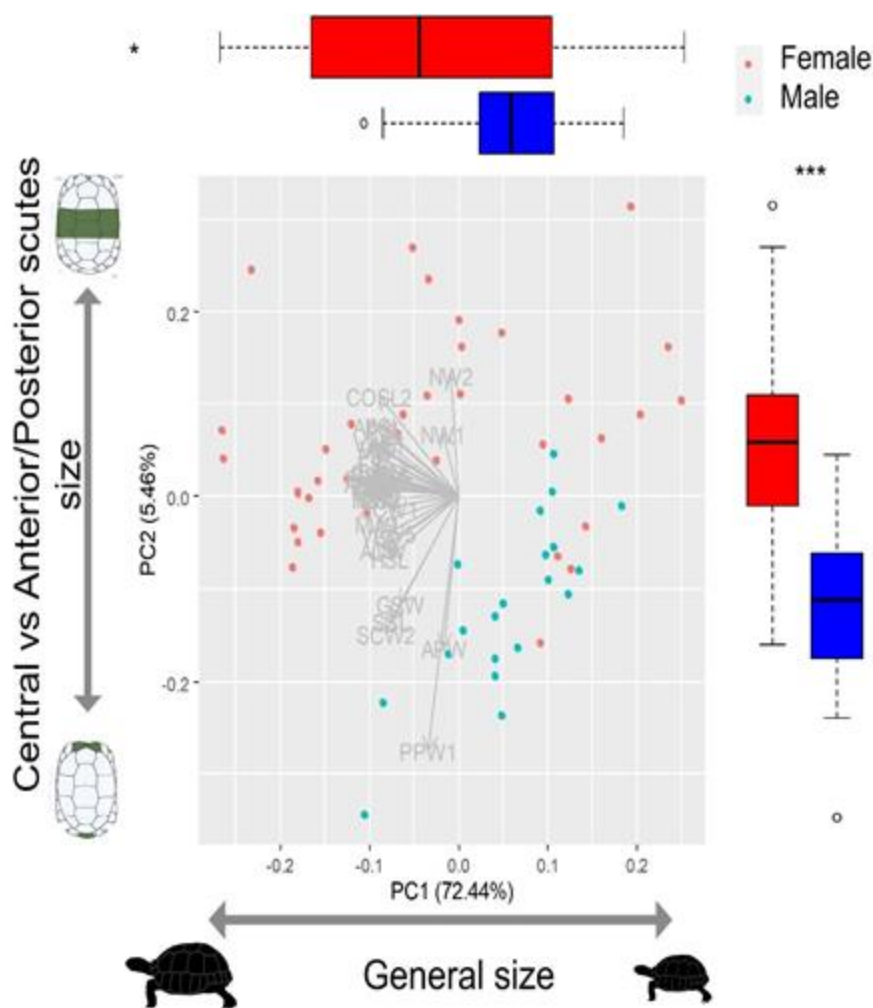 *
Female
Male
***
Central vs Anterior/Posterior scutes
size
PC2 (5.46%)
0.2
0.0
-0.2
NW2
COSL2
NW1
HSL
GSW
SCW2
APW
PPW1
-0.2
-0.1
0.0
0.1
0.2
PC1 (72.44%)
General size